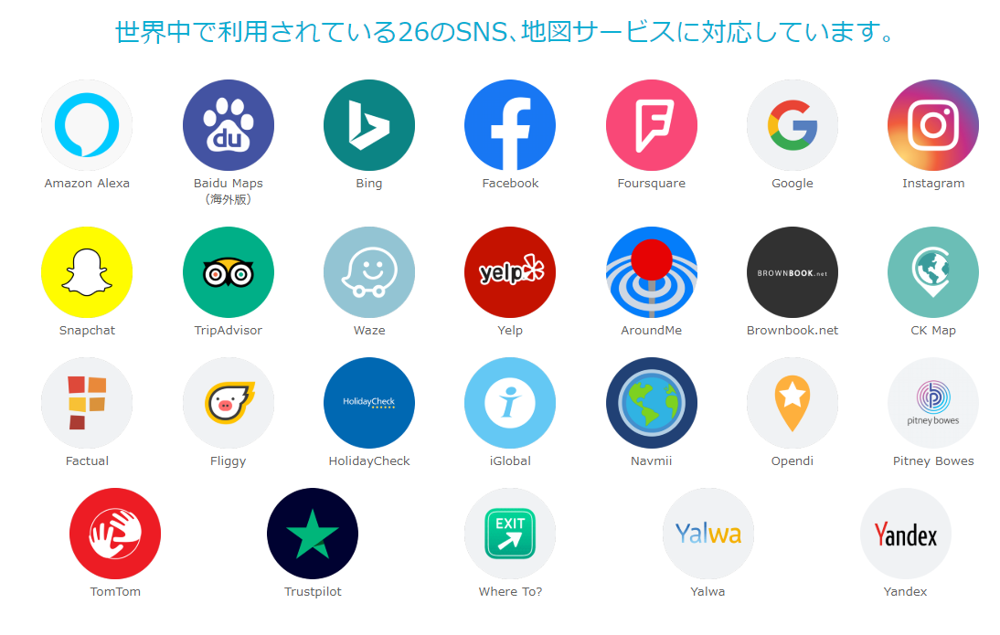 世界中で利用されている26のSNS、地図サービスに対応しています。
Amazon Alexa
du
Baidu Maps
(海外版)
Bing
Facebook
Foursquare
Google
Instagram
Snapchat
TripAdvisor
Waze
yelp
Yelp
AroundMe
BROWNBOOK.net
Brownbook.net
CK Map
Factual
Fliggy
HolidayCheck
HolidayCheck
iGlobal
Navmii
Opendi
pitney bowes
Pitney Bowes
TomTom
Trustpilot
EXIT
Where To?
Yalwa
Yalwa
Yandex
Yandex